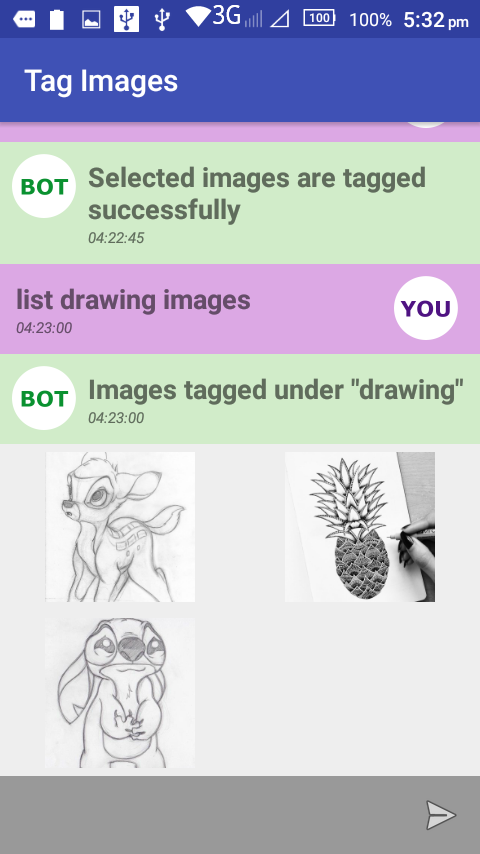 3G 100 100% 5:32 pm
Tag Images
BOT
Selected images are tagged
successfully
04:22:45
list drawing images
04:23:00
YOU
BOT
Images tagged under "drawing"
04:23:00